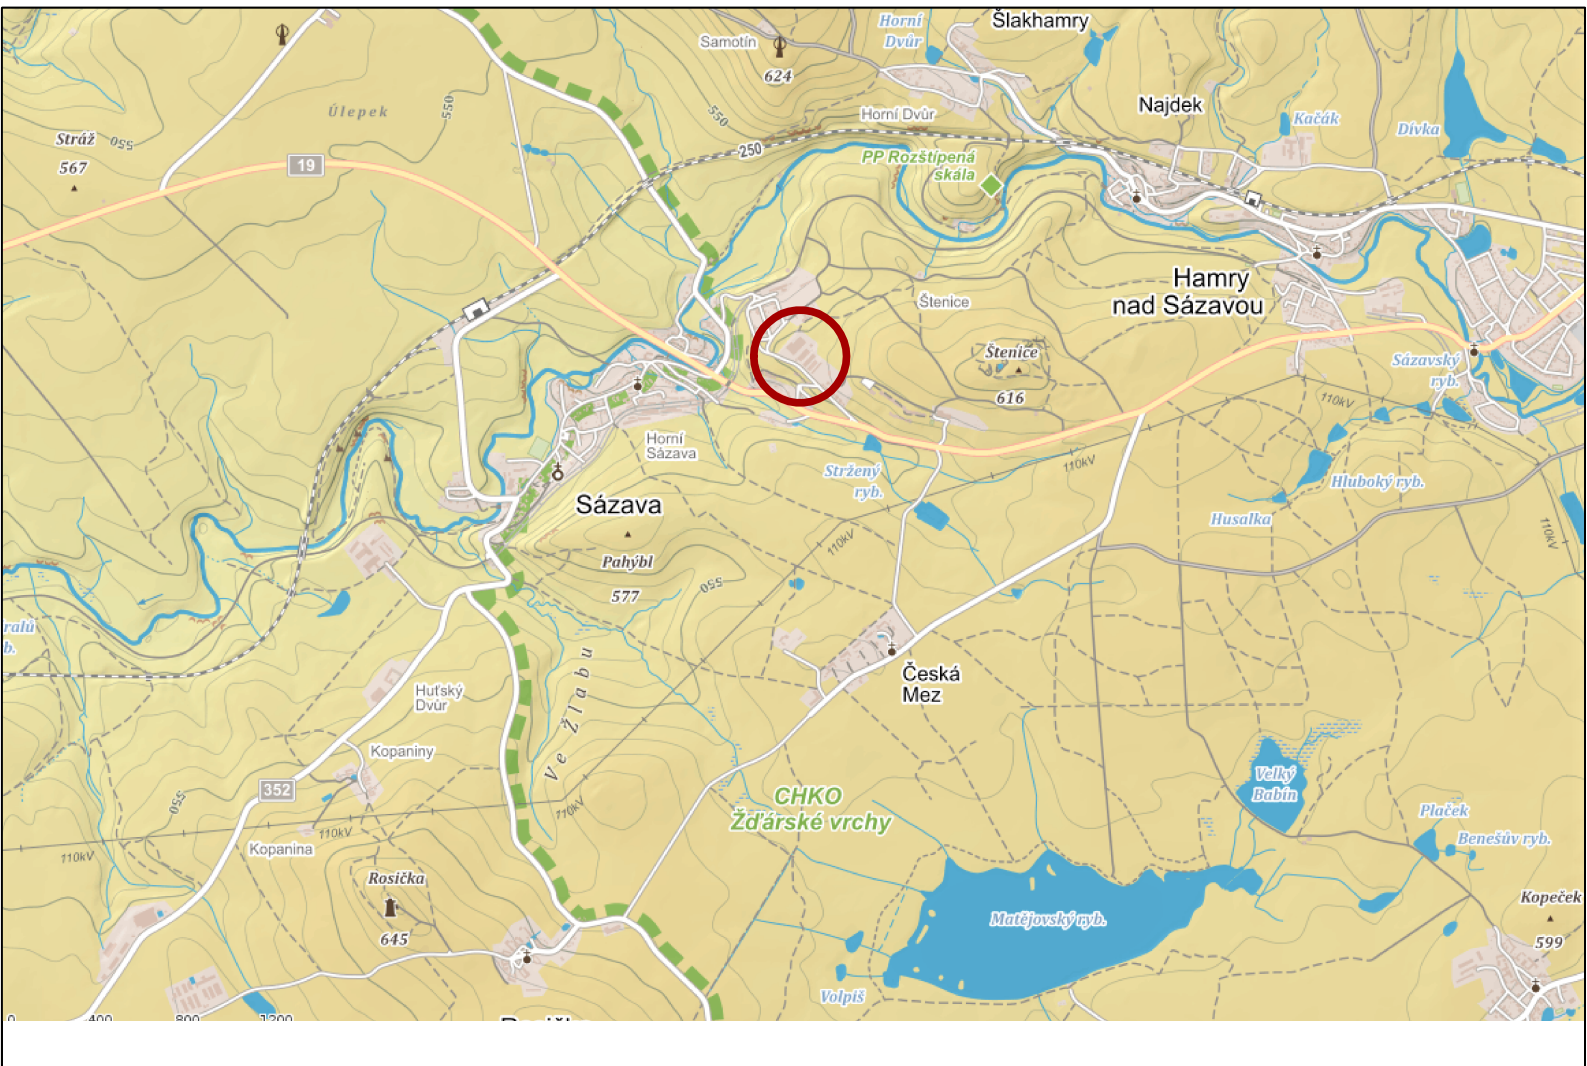 Horní
Dvůr
Šlakhamry
Samotín
624
Úlepek
550
550
Horní Dvůr
Najdek
Kačák
Dívka
Stráž
567
550
19
250
PP Rozštípená
skála
Hamry
nad Sázavou
Štenice
Štenice
616
Sázavský
ryb.
110kV
Horní
Sázava
Stržený
ryb.
110kV
Hluboký ryb.
Husalka
110kV
Sázava
110kV
Pahýbl
577
550
ralů
b.
Ve Žlabu
Česká
Mez
Huťský
Dvůr
Kopaniny
352
550
110kV
110kV
110kV
Kopanina
CHKO
Žďárské vrchy
Velký
Babín
Plaček
Benešův ryb.
Rosička
645
Matějovský ryb.
Kopeček
599
Volpiš
0 400 800 1200